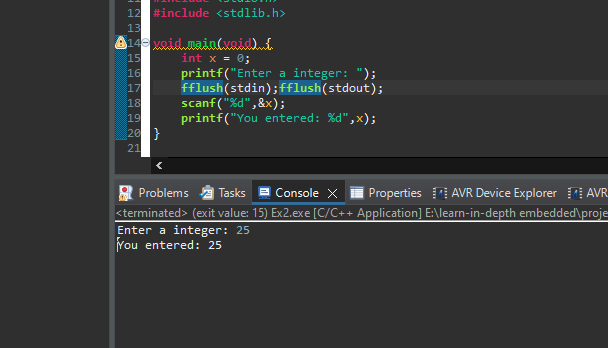 11 #include <stdio.h>
12 #include <stdlib.h>
13
14 void main(void) {
15 int x = 0;
16 printf("Enter a integer: ");
17 fflush(stdin);fflush(stdout);
18 scanf("%d",&x);
19 printf("You entered: %d",x);
20 }
21
Problems Tasks Console Properties AVR Device Explorer AVR
<terminated> (exit value: 15) Ex2.exe [C/C++ Application] E:\learn-in-depth embedded\proje
Enter a integer: 25
You entered: 25